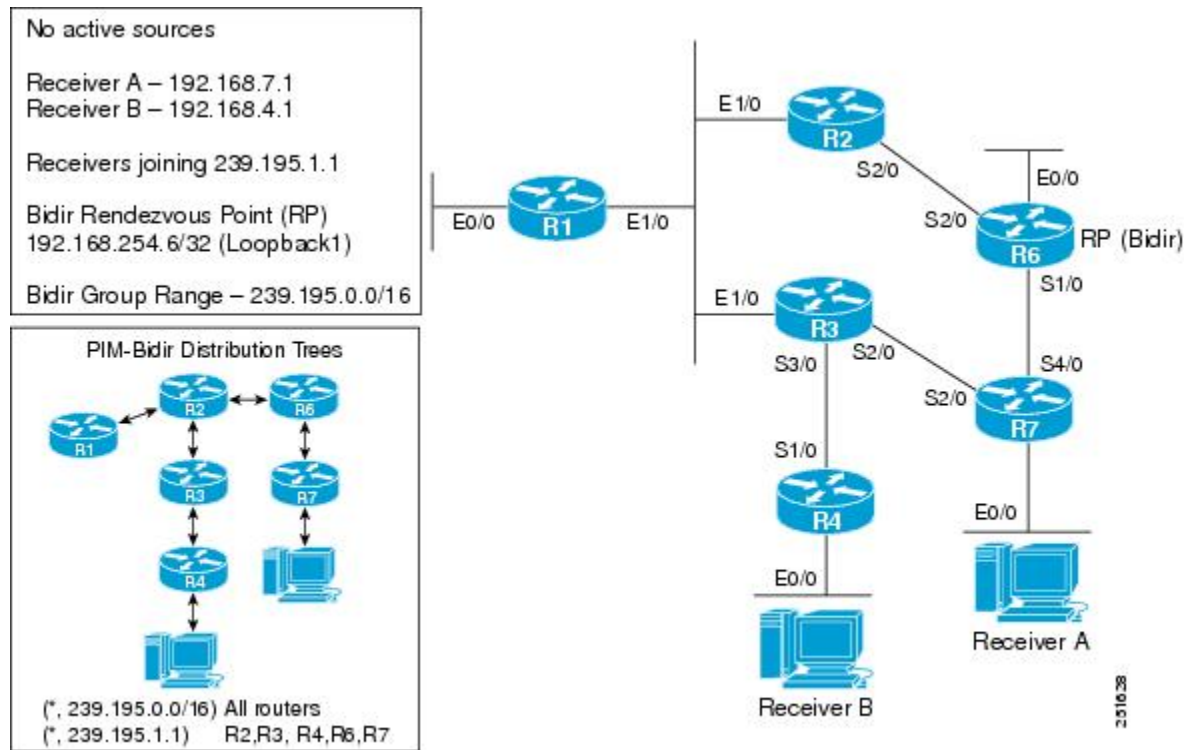 No active sources
Receiver A – 192.168.7.1
Receiver B – 192.168.4.1
Receivers joining 239.195.1.1
Bidir Rendezvous Point (RP)
192.168.254.6/32 (Loopback1)
Bidir Group Range – 239.195.0.0/16
PIM-Bidir Distribution Trees
R2
R6
R1
R3
R7
R4
(*, 239.195.0.0/16) All routers
(*, 239.195.1.1) R2,R3, R4,R6,R7
E1/0
R2
S2/0
E0/0
S2/0
R6
RP (Bidir)
E0/0
R1
E1/0
S1/0
E1/0
R3
S3/0
S2/0
S4/0
S2/0
R7
S1/0
R4
E0/0
E0/0
Receiver A
Receiver B
251628